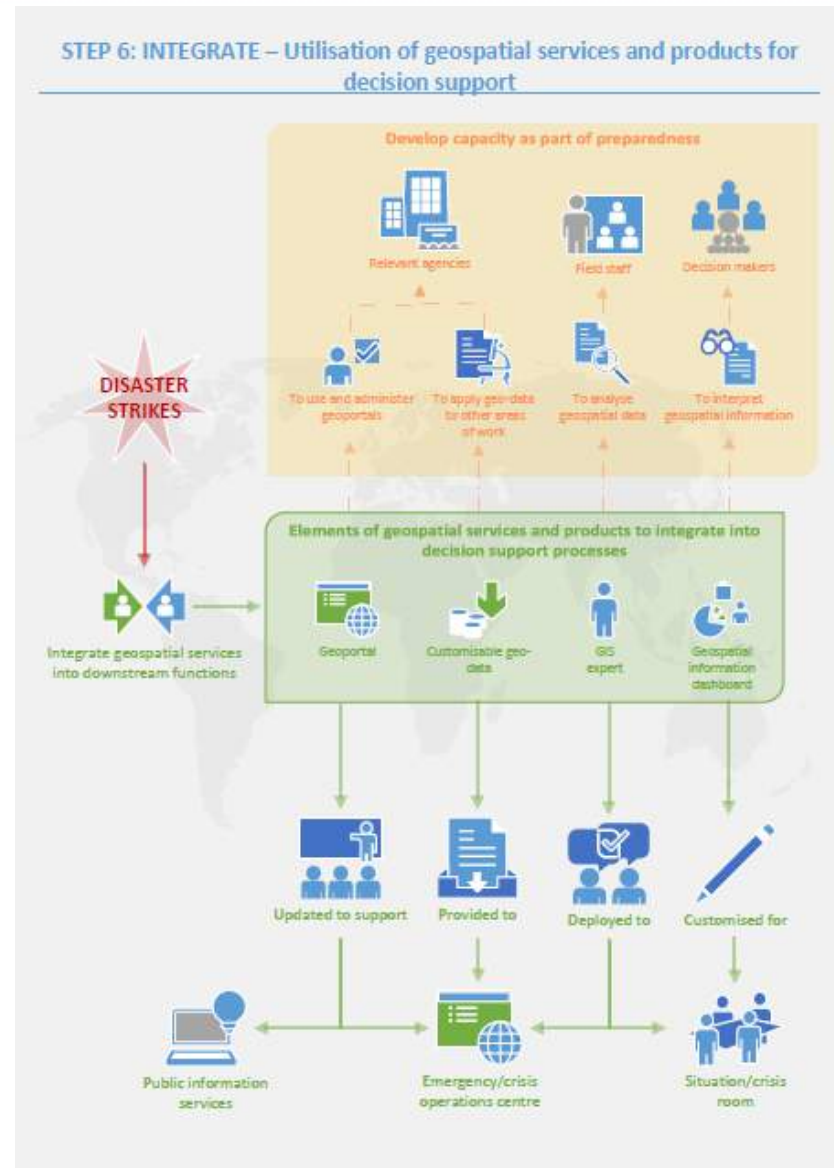 STEP 6: INTEGRATE – Utilisation of geospatial services and products for
decision support
Develop capacity as part of preparedness
Relevant agencies
Field staff
Decision makers
DISASTER
STRIKES
To use and administer
geoportals
To apply geo-data
to other areas
of work
To analyse
geospatial data
To interpret
geospatial information
Elements of geospatial services and products to integrate into
decision support processes
Integrate geospatial services
into downstream functions
Geoportal
Customisable geo-
data
GIS
expert
Geospatial
information
dashboard
Updated to support
Provided to
Deployed to
Customised for
Public information
services
Emergency/crisis
operations centre
Situation/crisis
room